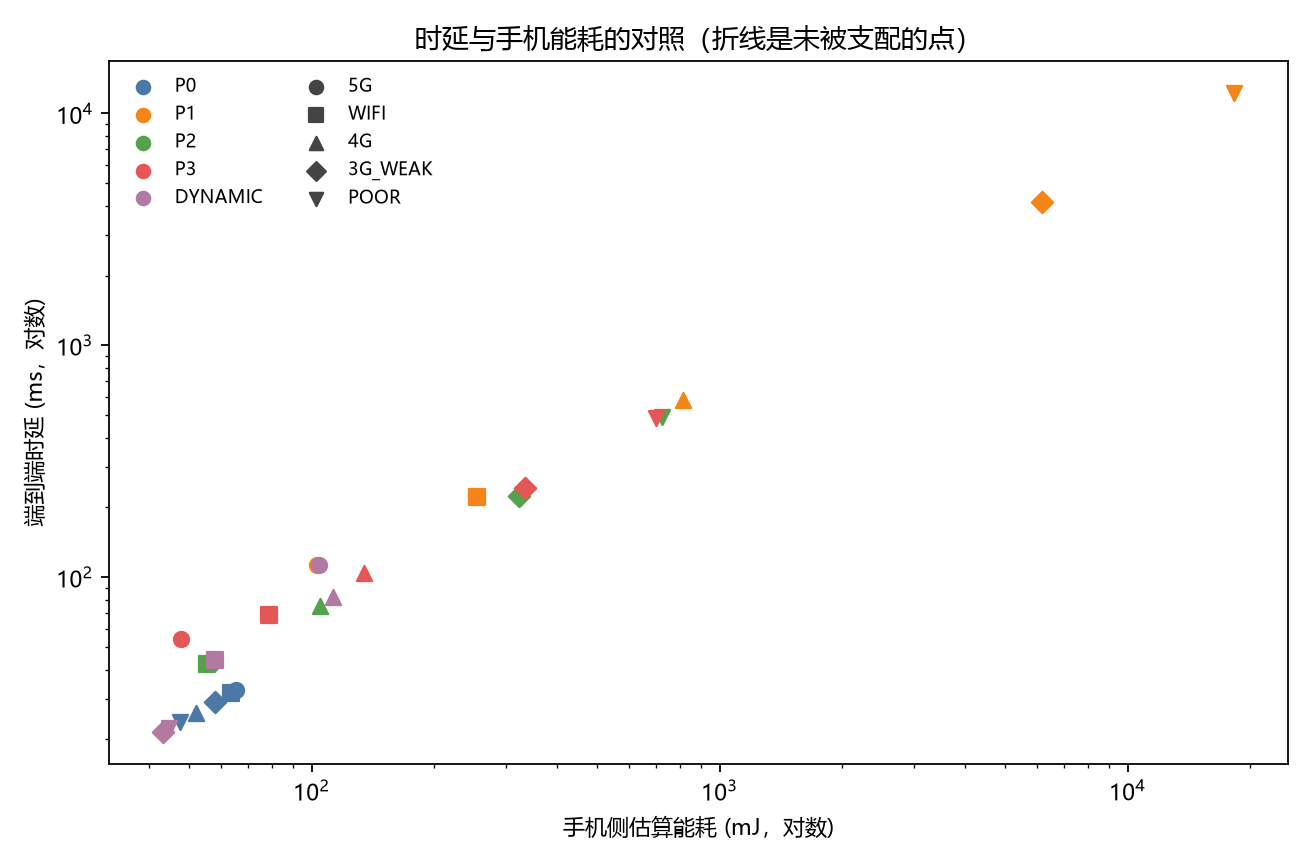 时延与手机能耗的对照（折线是未被支配的点）
P0
P1
P2
P3
DYNAMIC
5G
WIFI
4G
3G_WEAK
POOR
10⁴
10³
10²
端到端时延 (ms，对数)
10²
10³
10⁴
手机侧估算能耗 (mJ，对数)